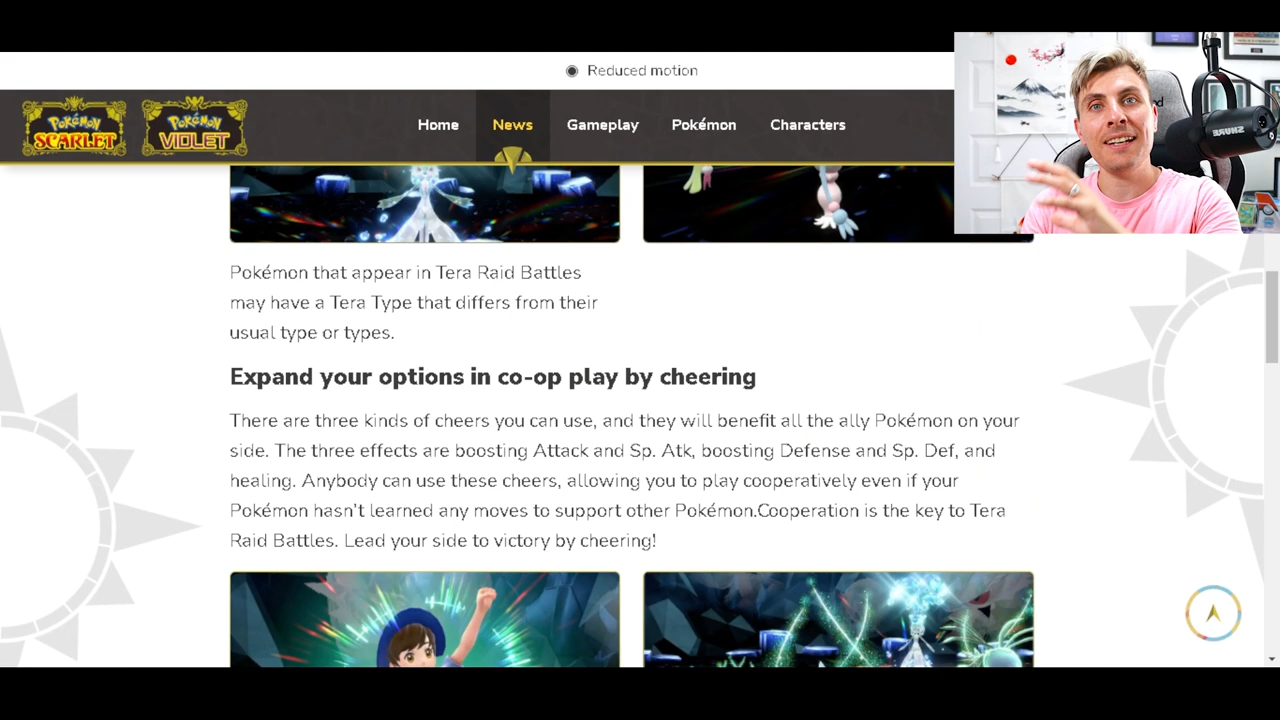 Reduced motion
POKÉMON
SCARLET
POKÉMON
VIOLET
Home
News
Gameplay
Pokémon
Characters
SHURE
Pokémon that appear in Tera Raid Battles
may have a Tera Type that differs from their
usual type or types.
Expand your options in co-op play by cheering
There are three kinds of cheers you can use, and they will benefit all the ally Pokémon on your
side. The three effects are boosting Attack and Sp. Atk, boosting Defense and Sp. Def, and
healing. Anybody can use these cheers, allowing you to play cooperatively even if your
Pokémon hasn't learned any moves to support other Pokémon.Cooperation is the key to Tera
Raid Battles. Lead your side to victory by cheering!